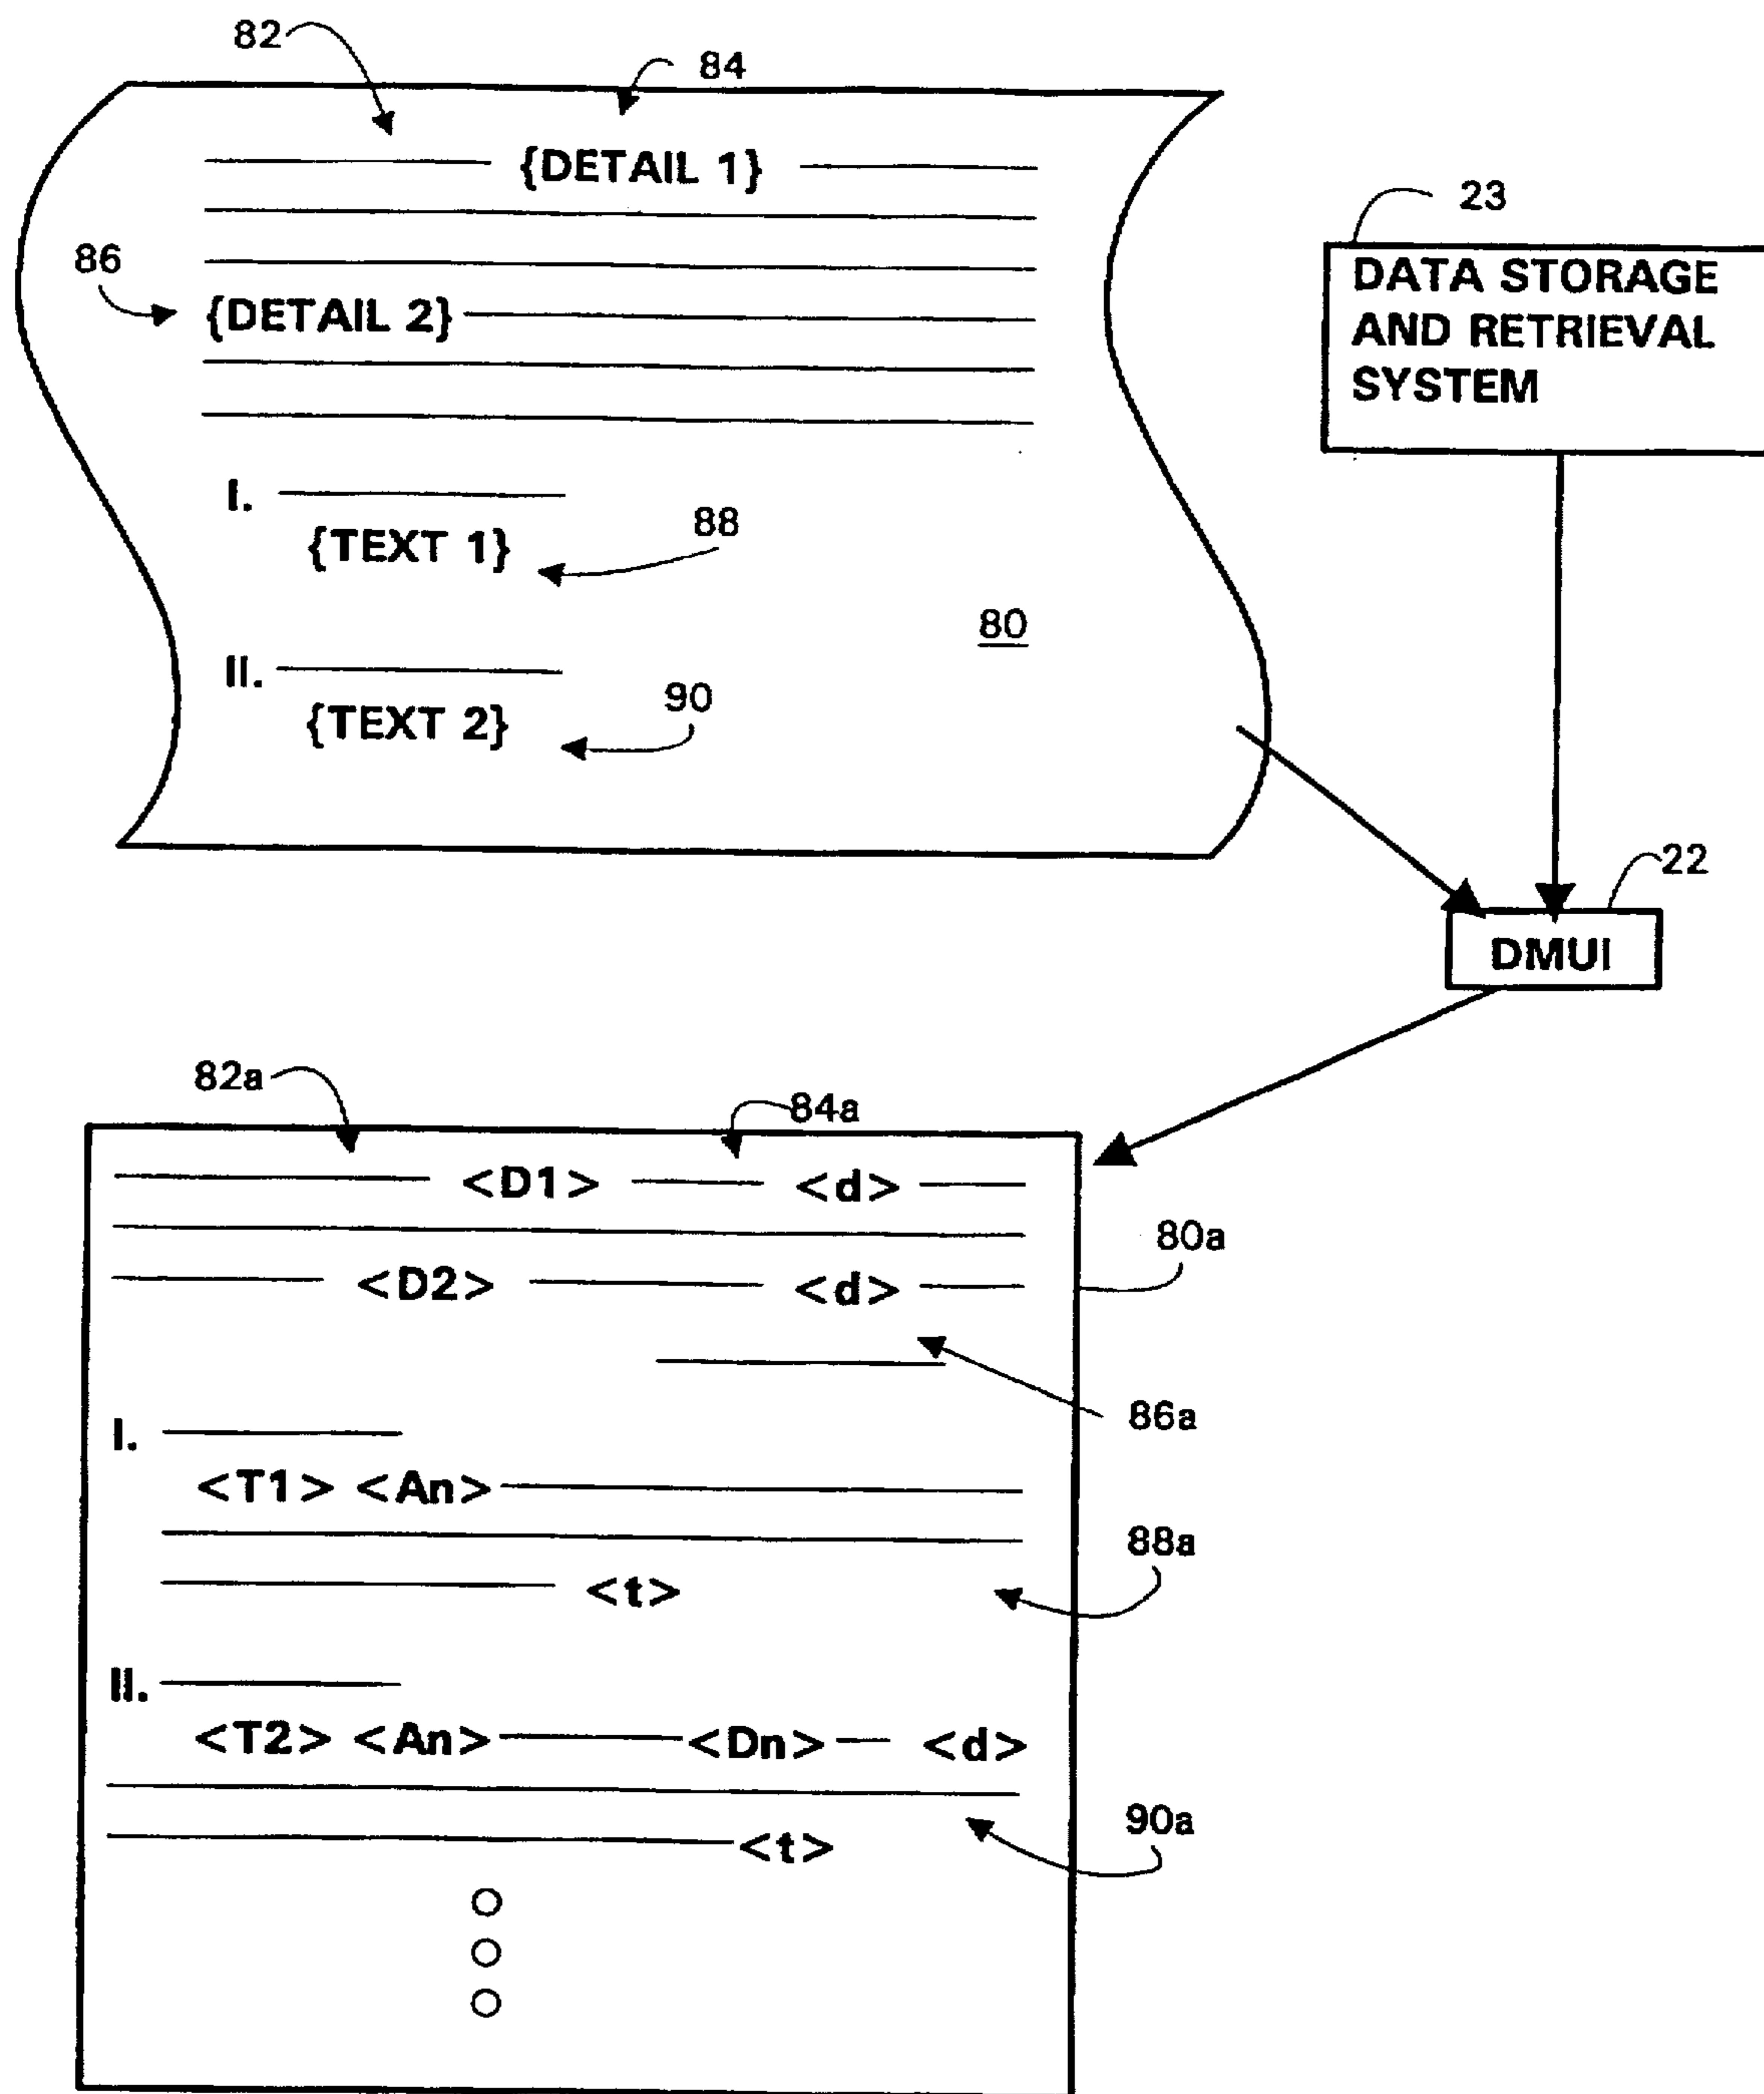 82
84
{DETAIL 1}
23
DATA STORAGE
AND RETRIEVAL
SYSTEM
86
{DETAIL 2}
I.
{TEXT 1}
88
80
II.
{TEXT 2}
90
22
DMUI
82a
84a
<D1> <d>
80a
<D2> <d>
86a
I.
<T1> <An>
88a
<t>
II.
<T2> <An> <Dn> <d>
90a
<t>